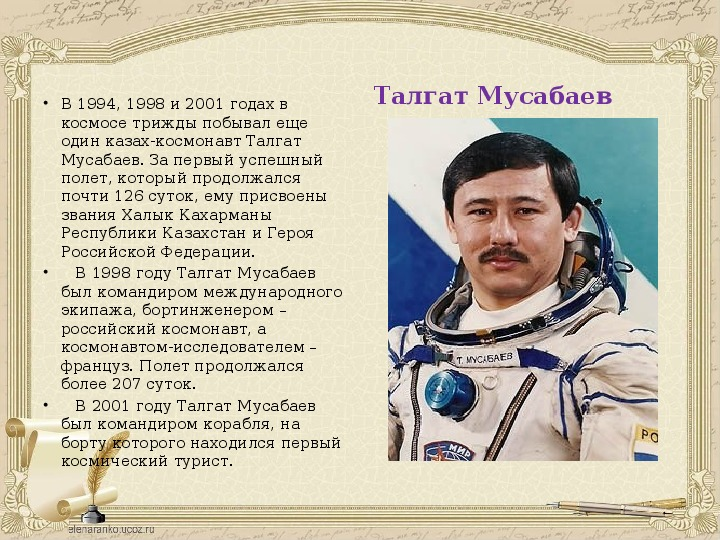 Талгат Мусабаев
• В 1994, 1998 и 2001 годах в
космосе трижды побывал еще
один казах-космонавт Талгат
Мусабаев. За первый успешный
полет, который продолжался
почти 126 суток, ему присвоены
звания Халык Кахарманы
Республики Казахстан и Героя
Российской Федерации.
• В 1998 году Талгат Мусабаев
был командиром международного
экипажа, бортинженером –
российский космонавт, а
космонавтом-исследователем –
француз. Полет продолжался
более 207 суток.
• В 2001 году Талгат Мусабаев
был командиром корабля, на
борту которого находился первый
космический турист.
Т. МУСАБАЕВ
МИР
РО
elenaranko.ucoz.ru